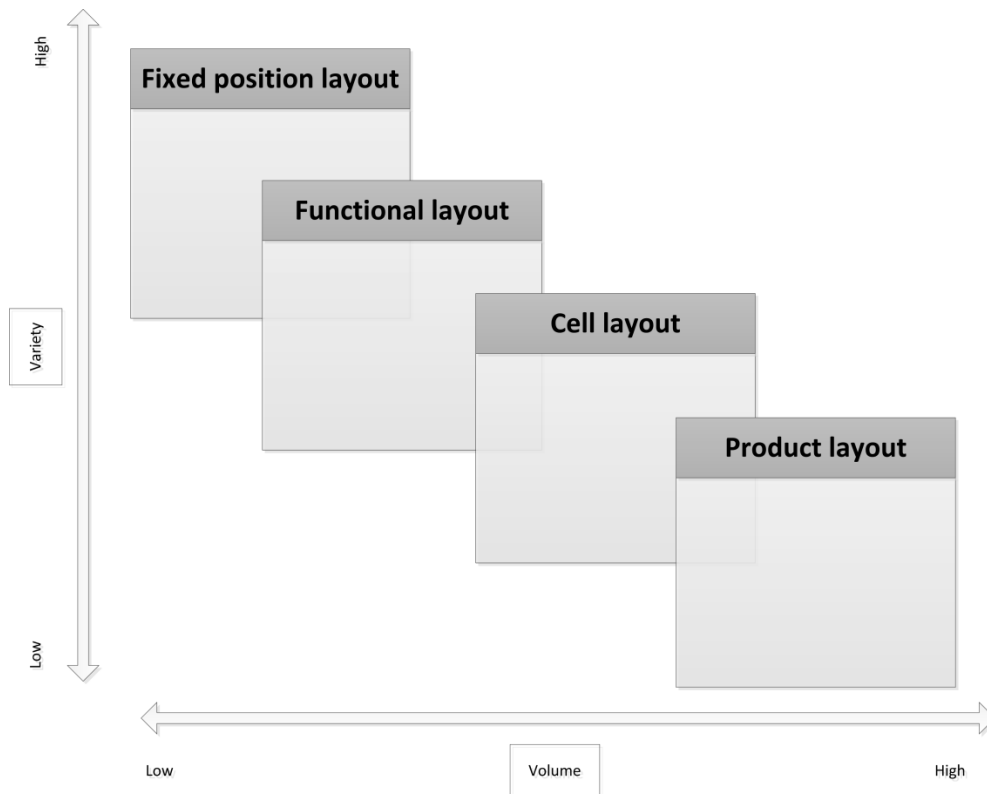 High
Fixed position layout
Functional layout
Variety
Cell layout
Product layout
Low
Low
Volume
High